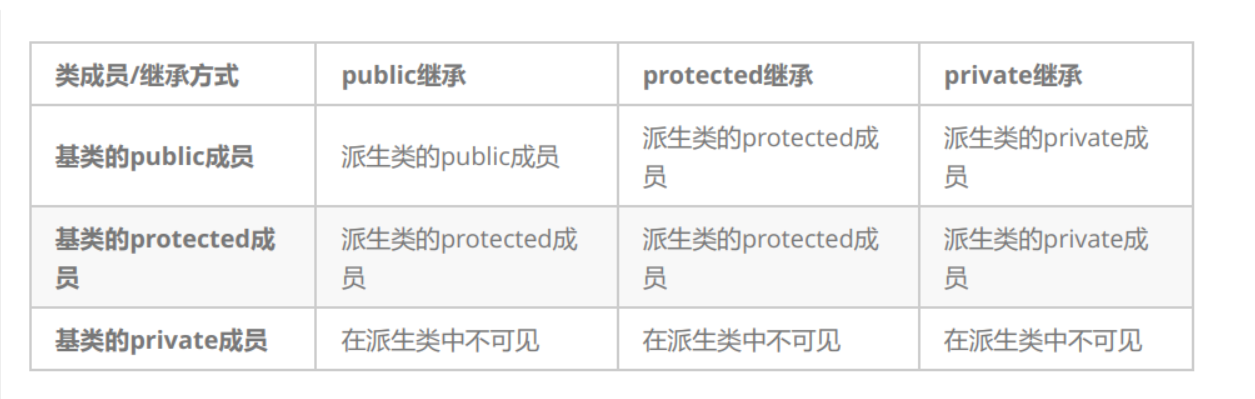 类成员/继承方式 public继承 protected继承 private继承
基类的public成员 派生类的public成员 派生类的protected成 派生类的private成
员 员
基类的protected成 派生类的protected成 派生类的protected成 派生类的private成
员 员 员 员
基类的private成员 在派生类中不可见 在派生类中不可见 在派生类中不可见